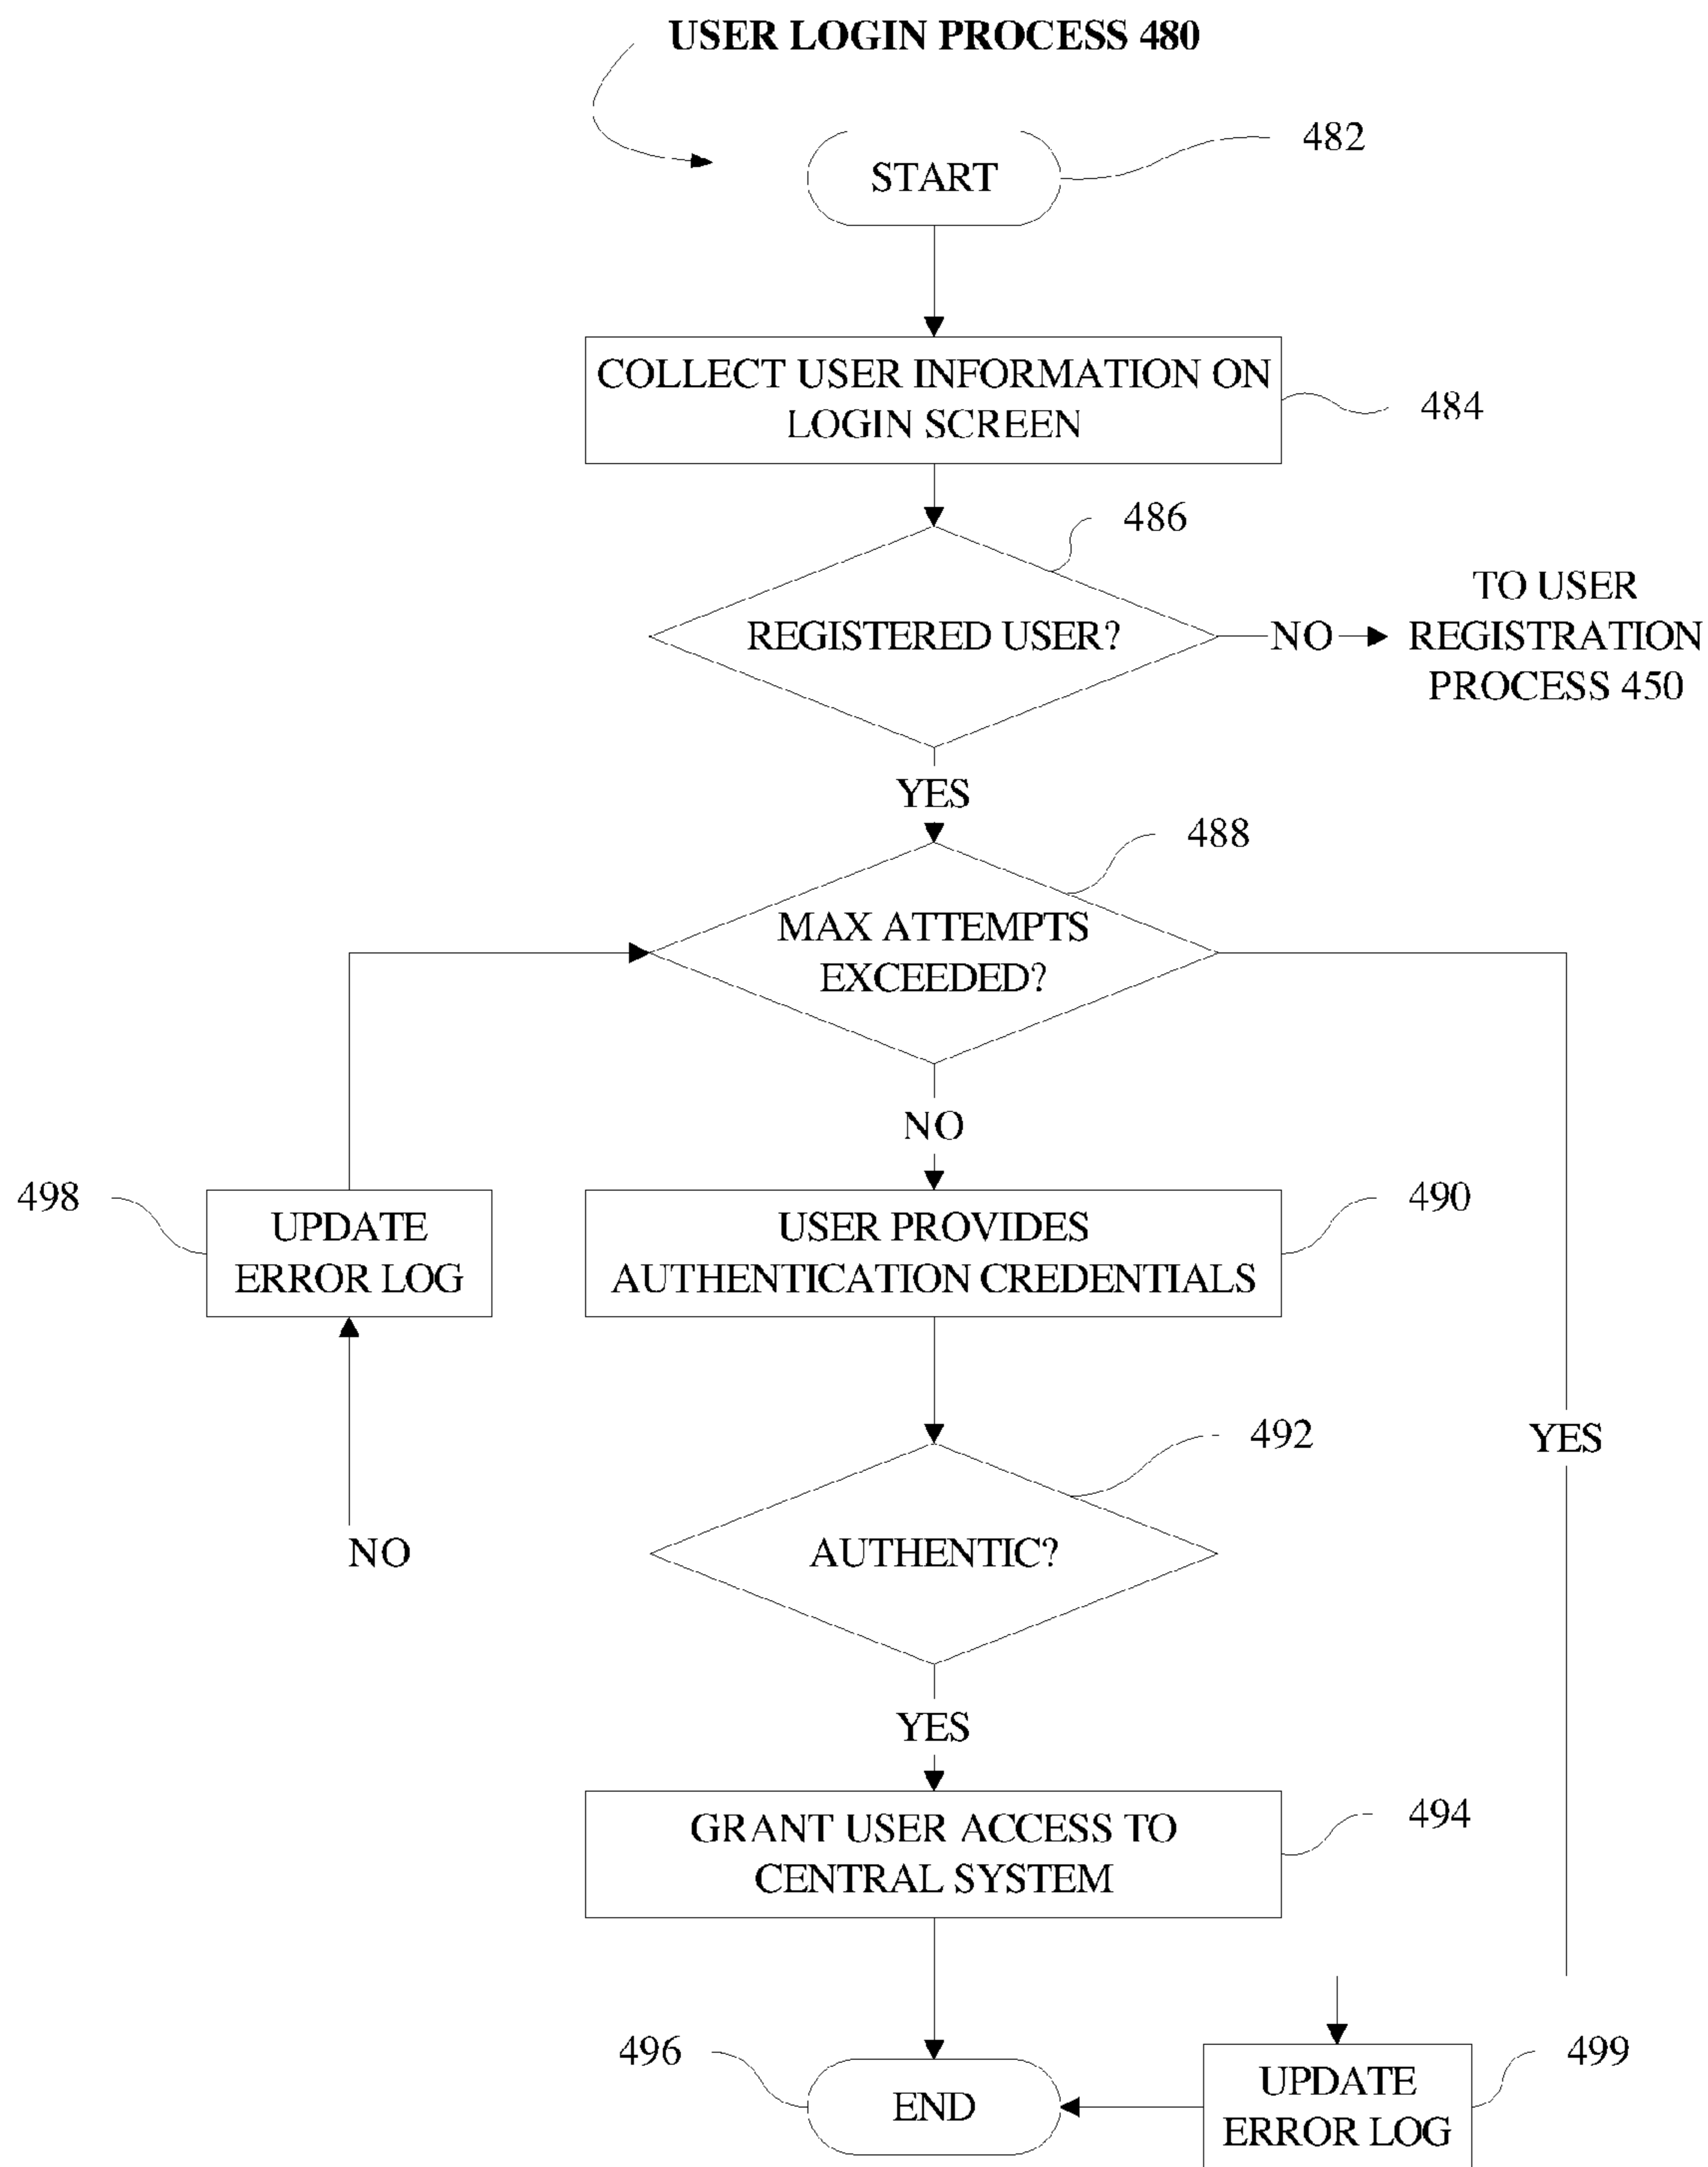 USER LOGIN PROCESS 480
482
START
COLLECT USER INFORMATION ON
LOGIN SCREEN
484
486
REGISTERED USER?
NO
TO USER
REGISTRATION
PROCESS 450
YES
488
MAX ATTEMPTS
EXCEEDED?
NO
498
UPDATE
ERROR LOG
USER PROVIDES
AUTHENTICATION CREDENTIALS
490
492
YES
AUTHENTIC?
NO
YES
GRANT USER ACCESS TO
CENTRAL SYSTEM
494
496
END
UPDATE
ERROR LOG
499